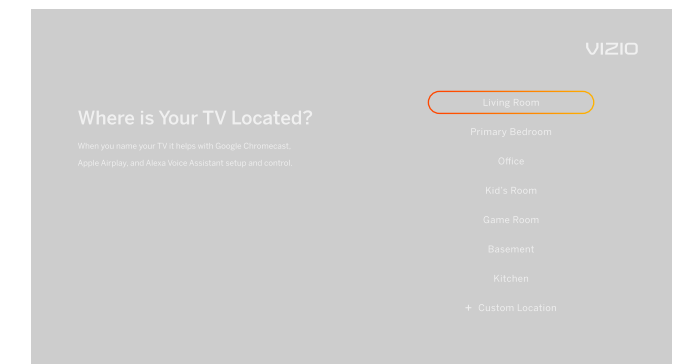 VIZIO
Where is Your TV Located?
When you name your TV it helps with Google Chromecast,
Apple Airplay, and Alexa Voice Assistant setup and control.
Living Room
Primary Bedroom
Office
Kid's Room
Game Room
Basement
Kitchen
+ Custom Location